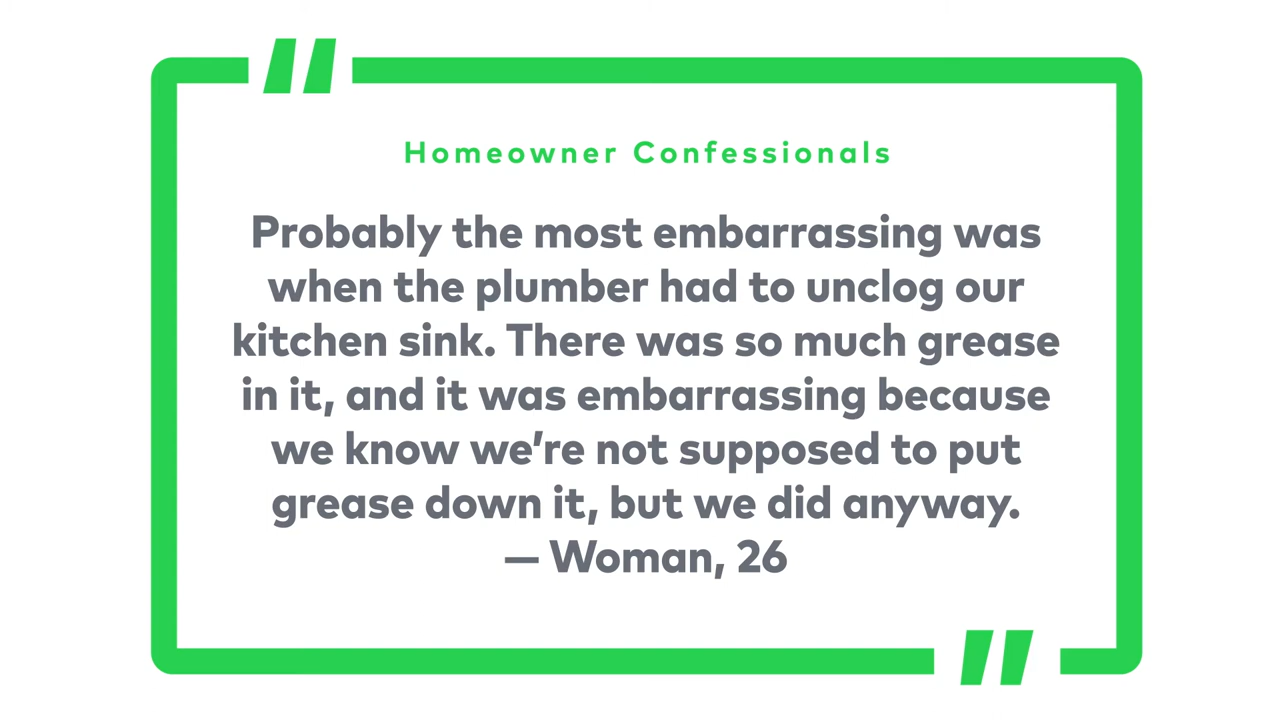 Homeowner Confessionals
Probably the most embarrassing was
when the plumber had to unclog our
kitchen sink. There was so much grease
in it, and it was embarrassing because
we know we’re not supposed to put
grease down it, but we did anyway.
— Woman, 26